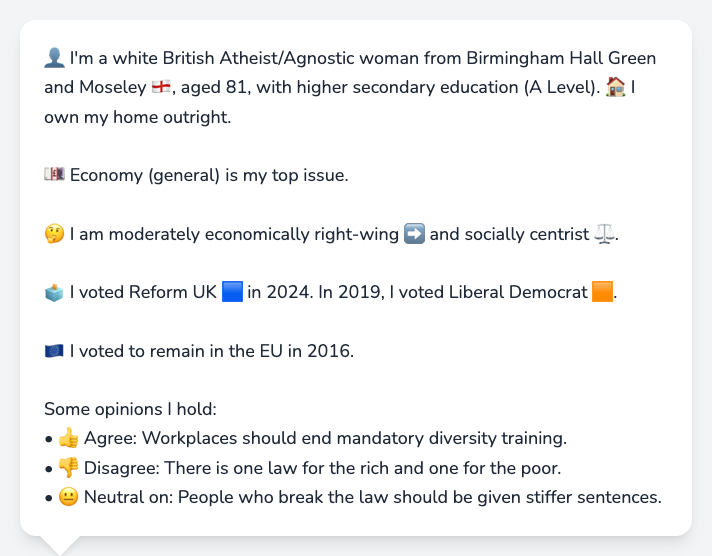 👤 I'm a white British Atheist/Agnostic woman from Birmingham Hall Green
and Moseley 🏴󠁧󠁢󠁥󠁮󠁧󠁿, aged 81, with higher secondary education (A Level). 🏠 I
own my home outright.
💷 Economy (general) is my top issue.
🤔 I am moderately economically right-wing ➡️ and socially centrist ⚖️.
🗳️ I voted Reform UK 🟦 in 2024. In 2019, I voted Liberal Democrat 🟧.
🇪🇺 I voted to remain in the EU in 2016.
Some opinions I hold:
• 👍 Agree: Workplaces should end mandatory diversity training.
• 👎 Disagree: There is one law for the rich and one for the poor.
• 😐 Neutral on: People who break the law should be given stiffer sentences.